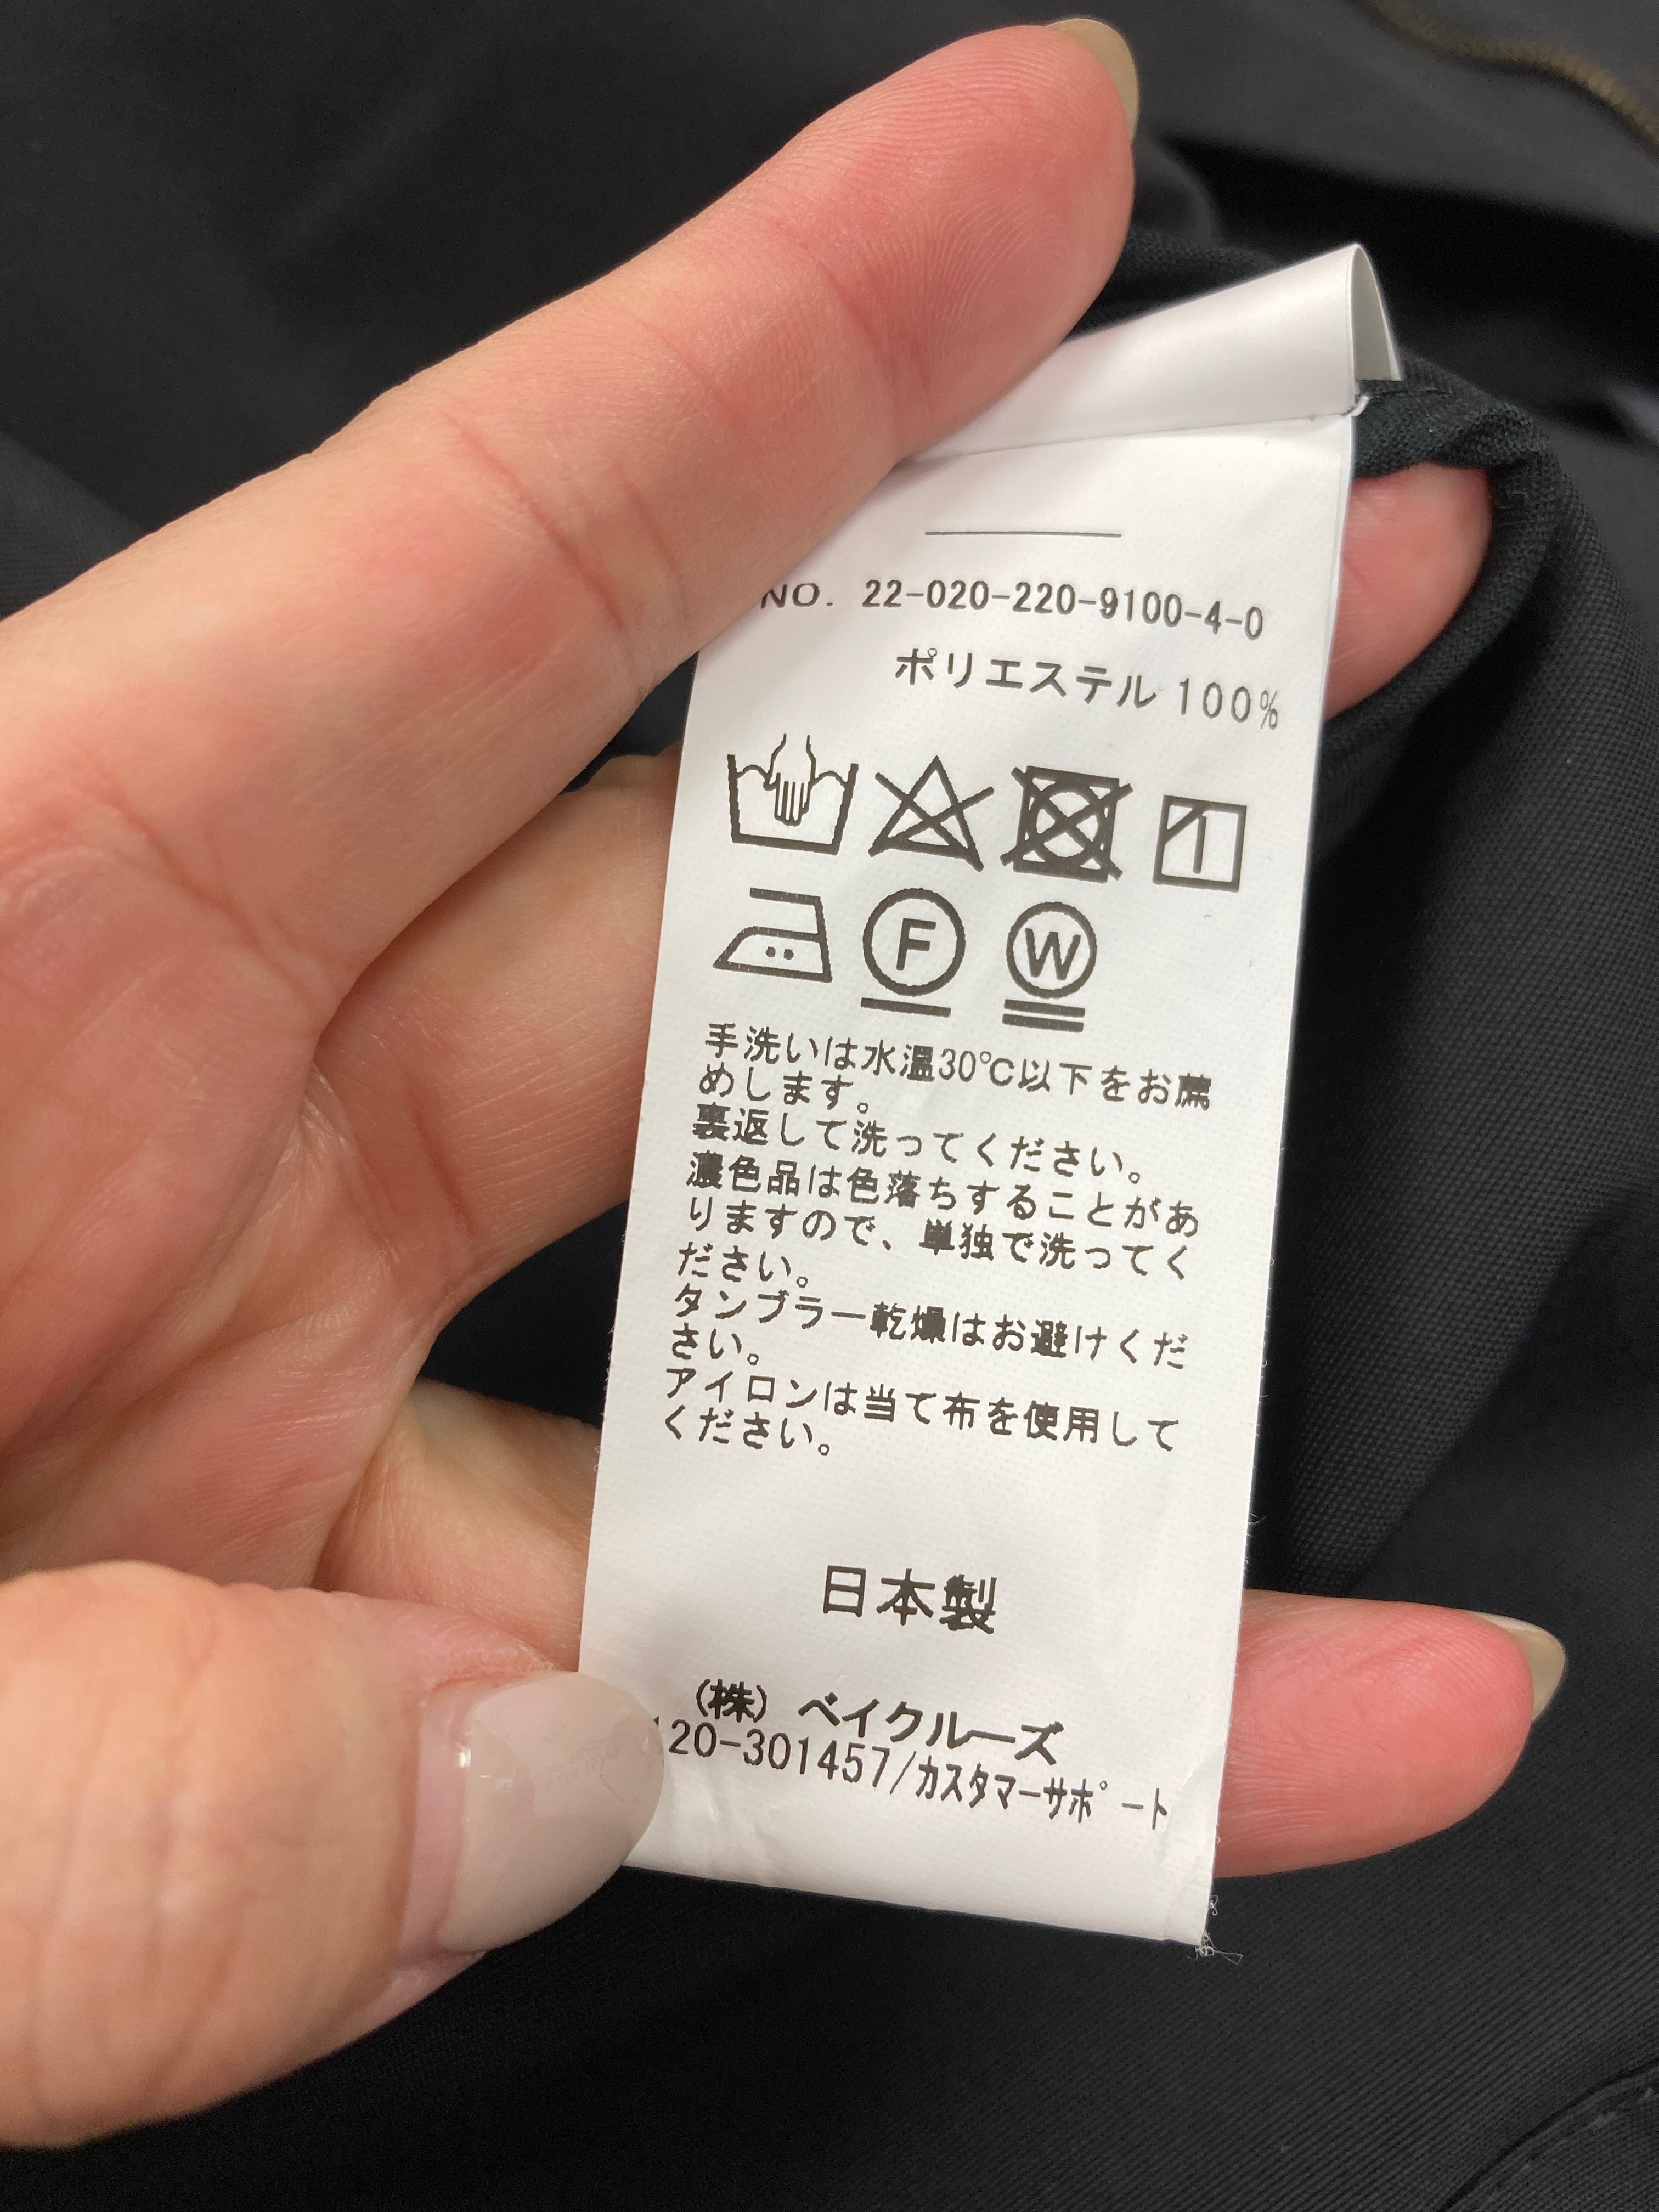 NO. 22-020-220-9100-4-0
ポリエステル 100%
F W
手洗いは水温30℃以下をお薦
めします。
裏返して洗ってください。
濃色品は色落ちすることがあ
りますので、単独で洗ってく
ださい。
タンブラー乾燥はお避けくだ
さい。
アイロンは当て布を使用して
ください。
日本製
(株) ベイクルーズ
120-301457/カスタマーサポート